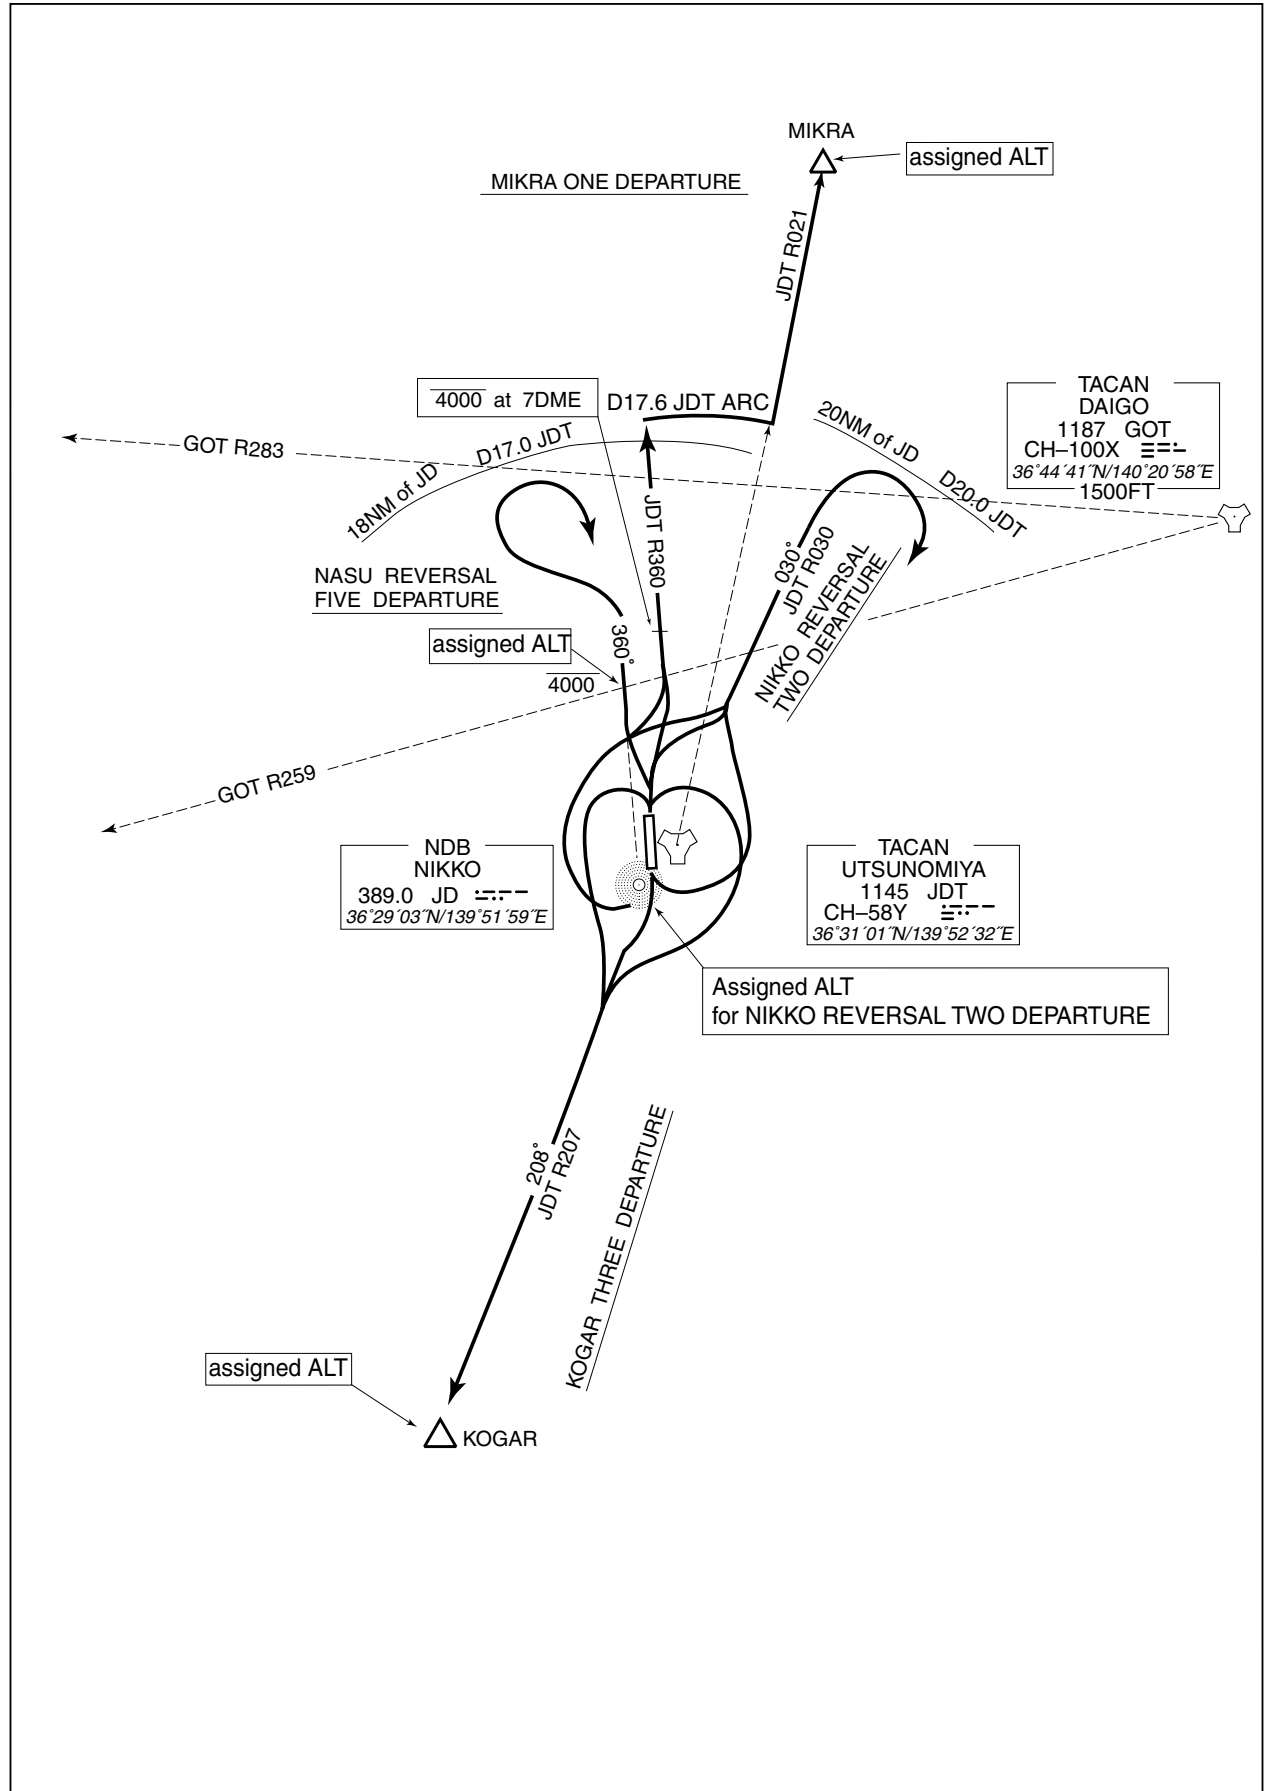 MIKRA
assigned ALT
MIKRA ONE DEPARTURE
JDT R021
4000 at 7DME
D17.6 JDT ARC
TACAN
DAIGO
1187 GOT
CH–100X
36°44´41˝N/140°20´58˝E
1500FT
GOT R283
18NM of JD
D17.0 JDT
20NM of JD
D20.0 JDT
JDT R360
030°
JDT R030
NIKKO REVERSAL
TWO DEPARTURE
NASU REVERSAL
FIVE DEPARTURE
assigned ALT
4000
360°
GOT R259
NDB
NIKKO
389.0 JD
36°29´03˝N/139°51´59˝E
TACAN
UTSUNOMIYA
1145 JDT
CH–58Y
36°31´01˝N/139°52´32˝E
Assigned ALT
for NIKKO REVERSAL TWO DEPARTURE
208°
JDT R207
KOGAR THREE DEPARTURE
assigned ALT
KOGAR